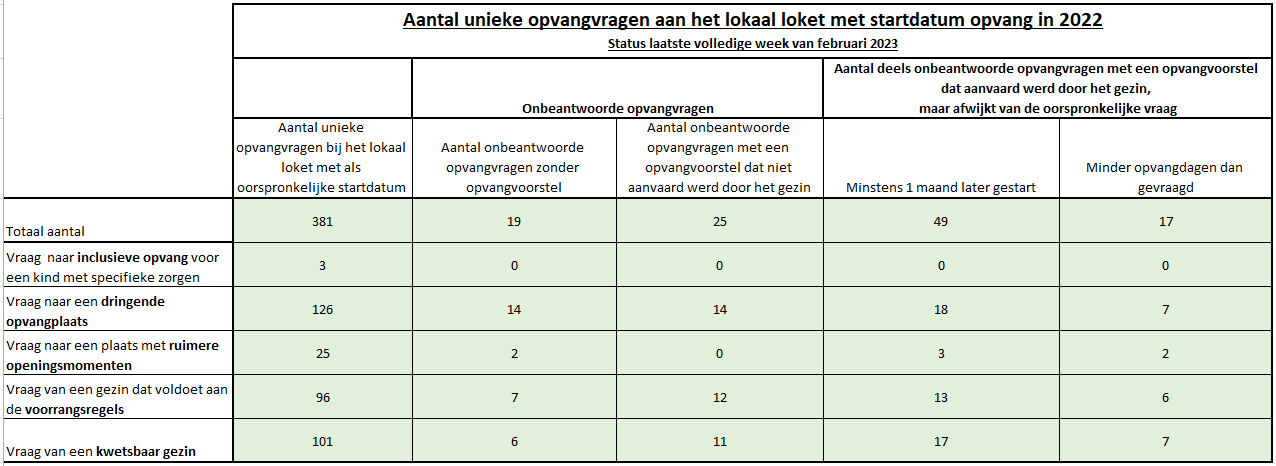 Aantal unieke opvangvragen aan het lokaal loket met startdatum opvang in 2022
Status laatste volledige week van februari 2023
Onbeantwoorde opvangvragen
Aantal deels onbeantwoorde opvangvragen met een opvangvoorstel
dat aanvaard werd door het gezin,
maar afwijkt van de oorspronkelijke vraag
Aantal unieke
opvangvragen bij het lokaal
loket met als
oorspronkelijke startdatum
Aantal onbeantwoorde
opvangvragen zonder
opvangvoorstel
Aantal onbeantwoorde
opvangvragen met een
opvangvoorstel dat niet
aanvaard werd door het gezin
Minstens 1 maand later gestart
Minder opvangdagen dan
gevraagd
Totaal aantal 381 19 25 49 17
Vraag naar inclusieve opvang voor
een kind met specifieke zorgen 3 0 0 0 0
Vraag naar een dringende
opvangplaats 126 14 14 18 7
Vraag naar een plaats met ruimere
openingsmomenten 25 2 0 3 2
Vraag van een gezin dat voldoet aan
de voorrangsregels 96 7 12 13 6
Vraag van een kwetsbaar gezin 101 6 11 17 7